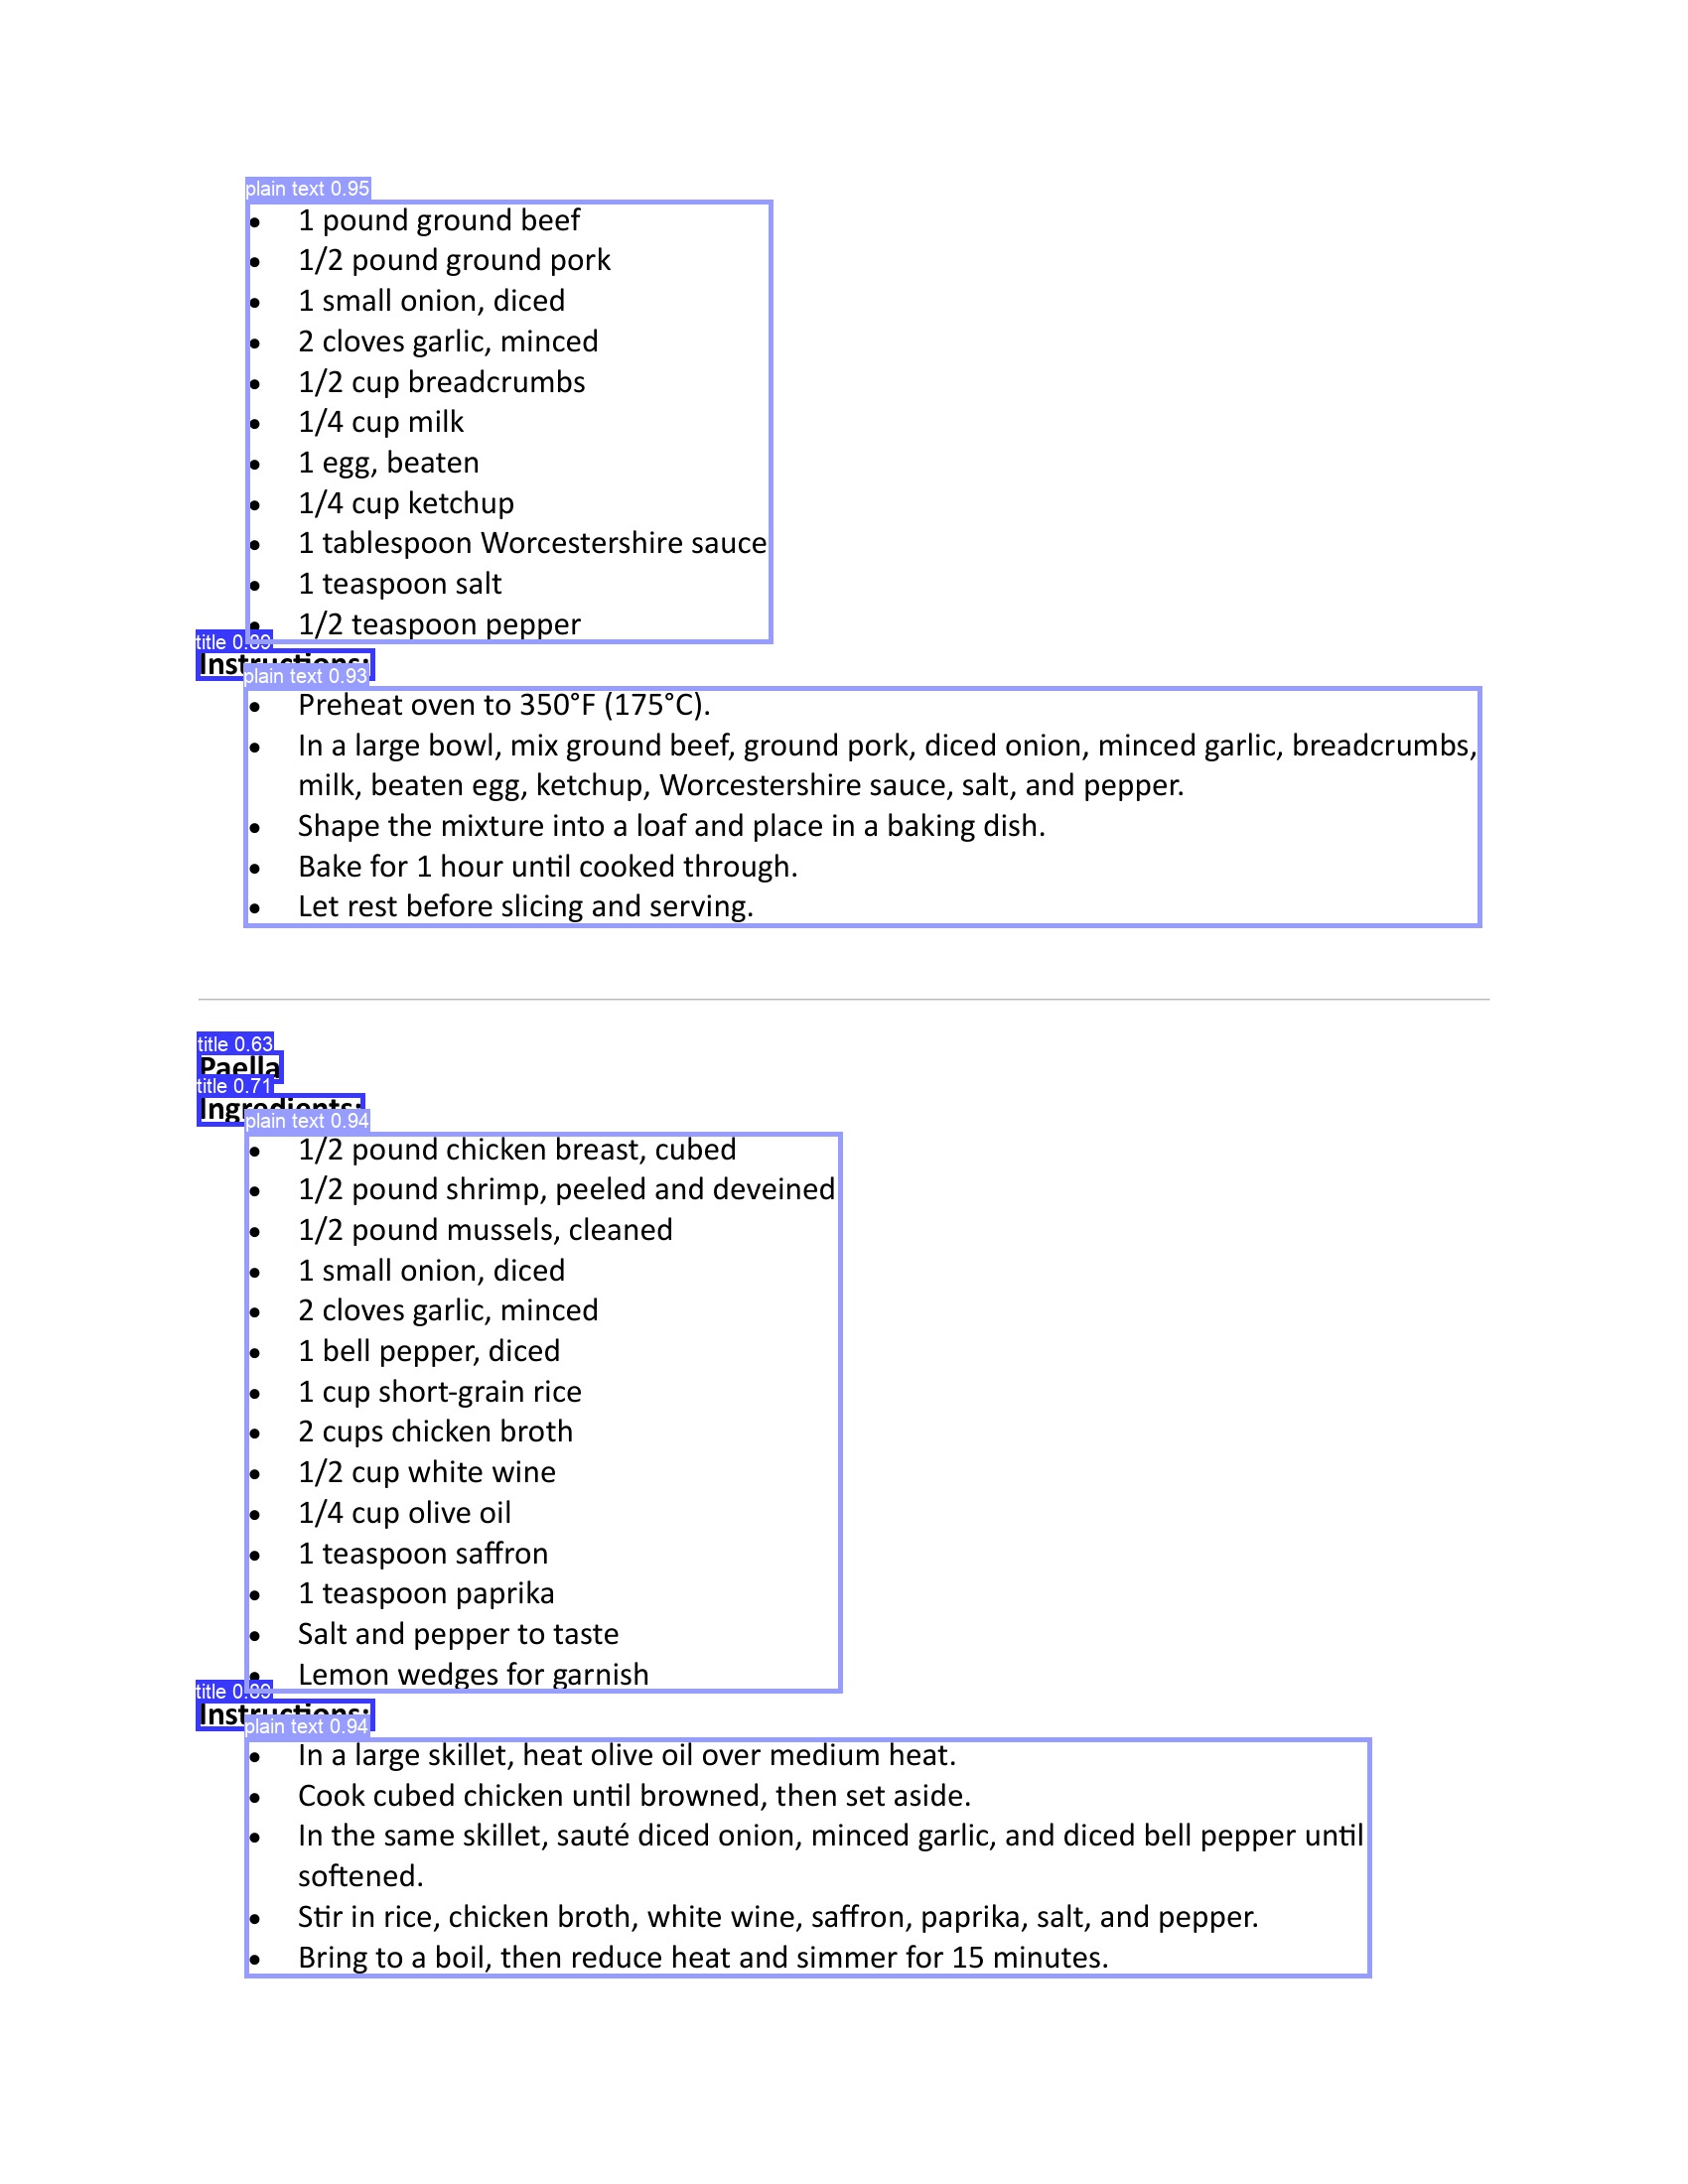 plain text 0.95
• 1 pound ground beef
• 1/2 pound ground pork
• 1 small onion, diced
• 2 cloves garlic, minced
• 1/2 cup breadcrumbs
• 1/4 cup milk
• 1 egg, beaten
• 1/4 cup ketchup
• 1 tablespoon Worcestershire sauce
• 1 teaspoon salt
• 1/2 teaspoon pepper
title
Instructions:
plain text 0.93
• Preheat oven to 350°F (175°C).
• In a large bowl, mix ground beef, ground pork, diced onion, minced garlic, breadcrumbs,
milk, beaten egg, ketchup, Worcestershire sauce, salt, and pepper.
• Shape the mixture into a loaf and place in a baking dish.
• Bake for 1 hour until cooked through.
• Let rest before slicing and serving.
title 0.63
Paella
title 0.71
Ingredients:
plain text 0.94
• 1/2 pound chicken breast, cubed
• 1/2 pound shrimp, peeled and deveined
• 1/2 pound mussels, cleaned
• 1 small onion, diced
• 2 cloves garlic, minced
• 1 bell pepper, diced
• 1 cup short-grain rice
• 2 cups chicken broth
• 1/2 cup white wine
• 1/4 cup olive oil
• 1 teaspoon saffron
• 1 teaspoon paprika
• Salt and pepper to taste
• Lemon wedges for garnish
title
Instructions:
plain text 0.94
• In a large skillet, heat olive oil over medium heat.
• Cook cubed chicken until browned, then set aside.
• In the same skillet, sauté diced onion, minced garlic, and diced bell pepper until
softened.
• Stir in rice, chicken broth, white wine, saffron, paprika, salt, and pepper.
• Bring to a boil, then reduce heat and simmer for 15 minutes.